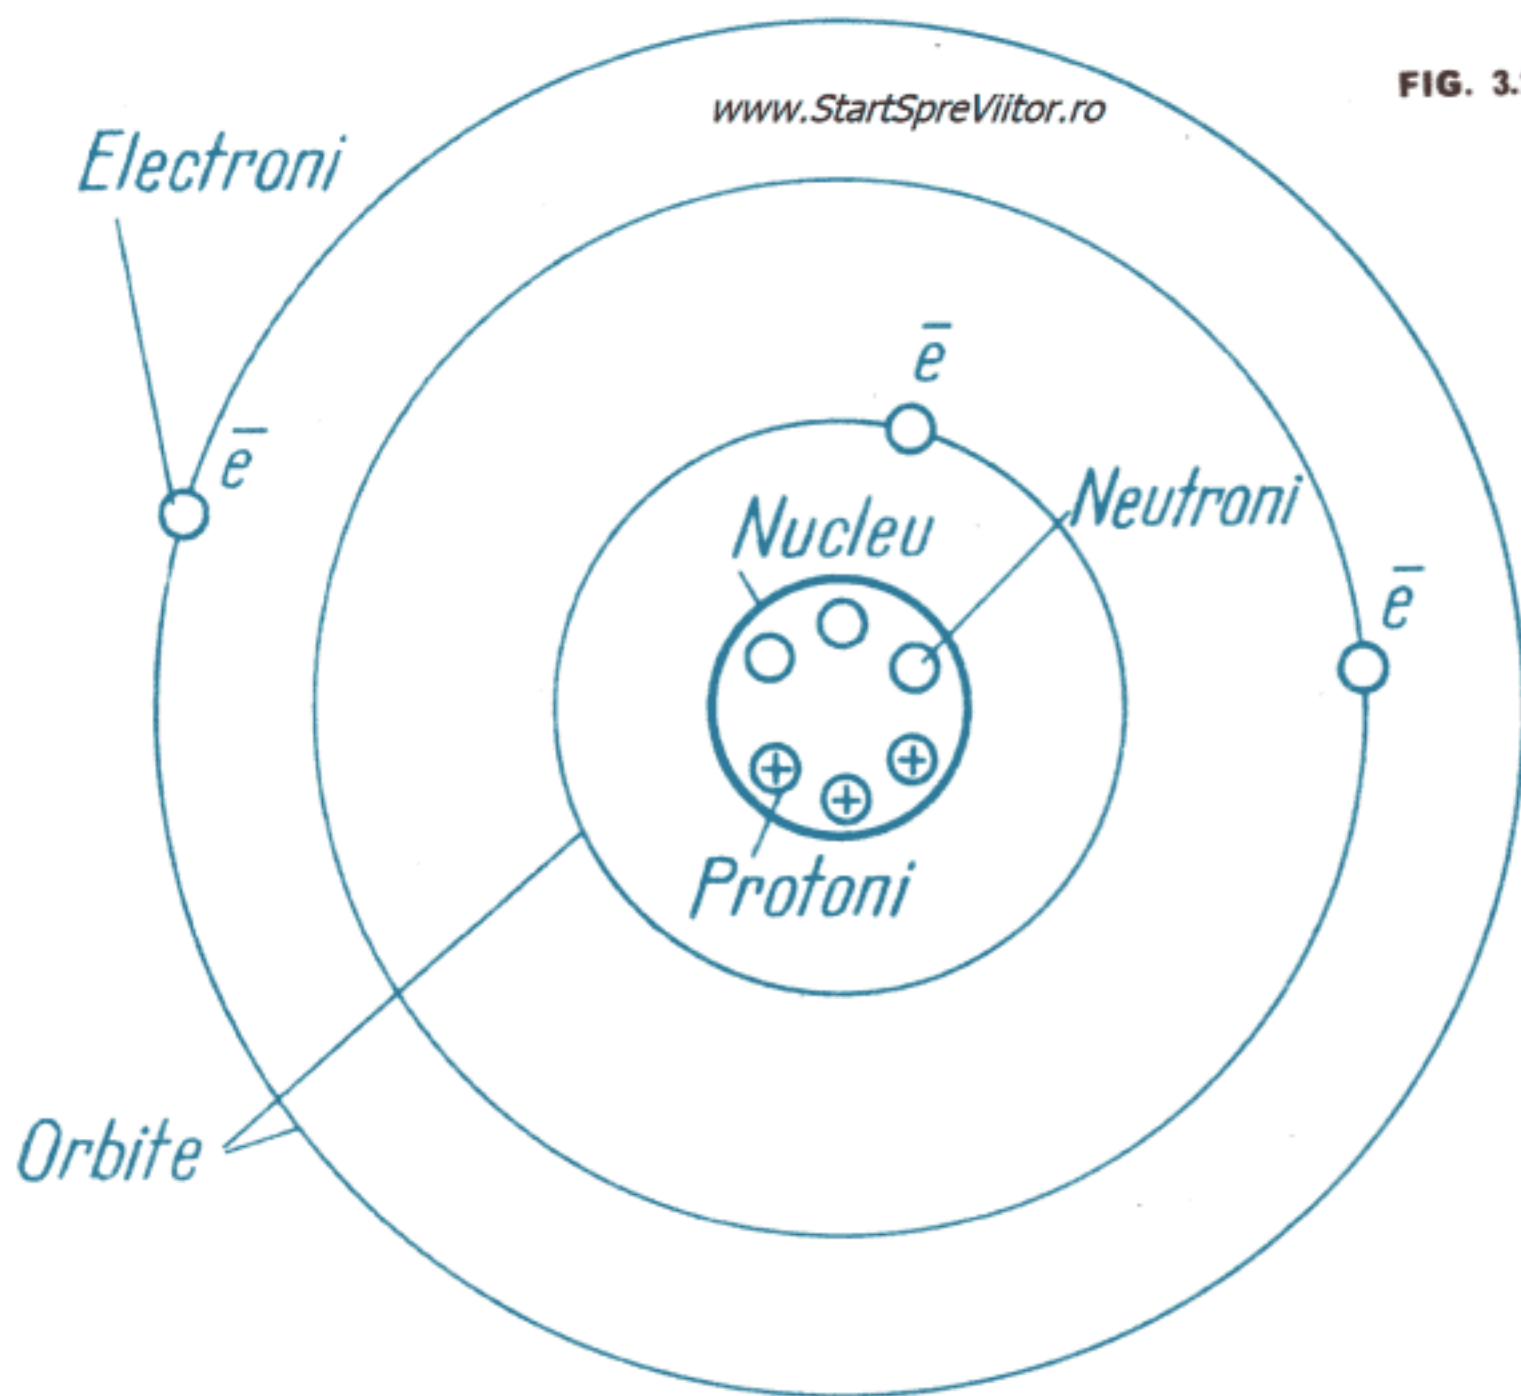 www.StartSpreViitor.ro
FIG. 3.
Electroni
e̅
e̅
Nucleu
Neutroni
e̅
Protoni
Orbite